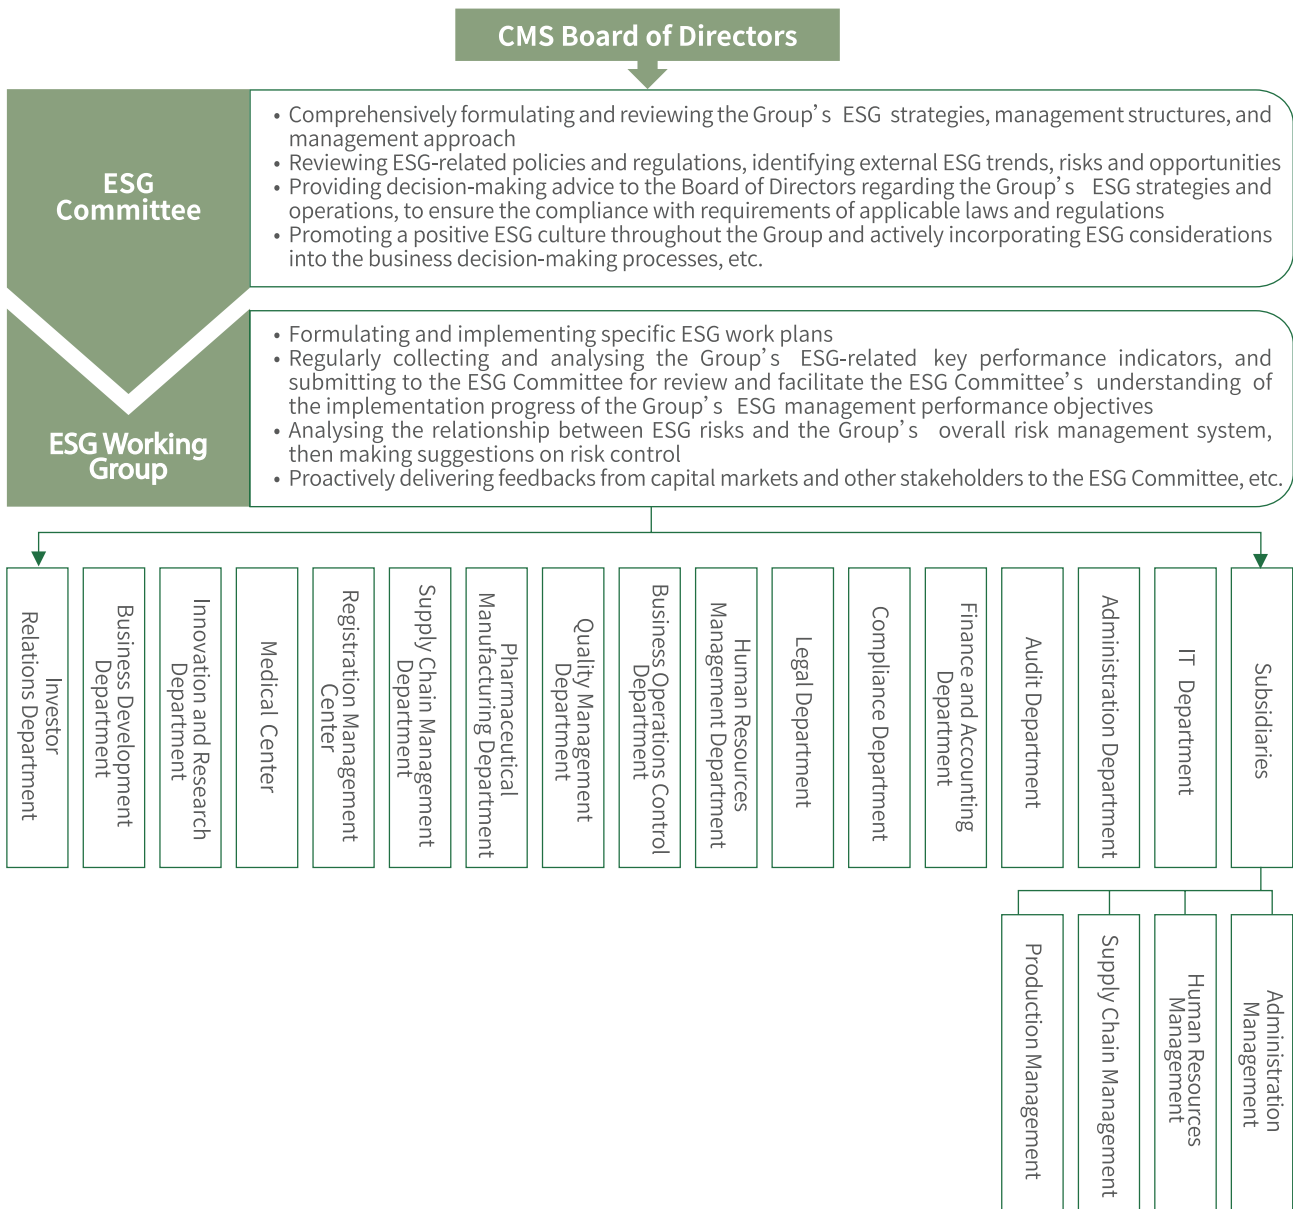 CMS Board of Directors
ESG
Committee
• Comprehensively formulating and reviewing the Group's ESG strategies, management structures, and
management approach
• Reviewing ESG-related policies and regulations, identifying external ESG trends, risks and opportunities
• Providing decision-making advice to the Board of Directors regarding the Group's ESG strategies and
operations, to ensure the compliance with requirements of applicable laws and regulations
• Promoting a positive ESG culture throughout the Group and actively incorporating ESG considerations
into the business decision-making processes, etc.
ESG Working
Group
• Formulating and implementing specific ESG work plans
• Regularly collecting and analysing the Group's ESG-related key performance indicators, and
submitting to the ESG Committee for review and facilitate the ESG Committee's understanding of
the implementation progress of the Group's ESG management performance objectives
• Analysing the relationship between ESG risks and the Group's overall risk management system,
then making suggestions on risk control
• Proactively delivering feedbacks from capital markets and other stakeholders to the ESG Committee, etc.
Investor
Relations Department
Business Development
Department
Innovation and Research
Department
Medical Center
Registration Management
Center
Supply Chain Management
Department
Pharmaceutical
Manufacturing Department
Quality Management
Department
Business Operations Control
Department
Human Resources
Management Department
Legal Department
Compliance Department
Finance and Accounting
Department
Audit Department
Administration Department
IT Department
Subsidiaries
Production Management
Supply Chain Management
Human Resources
Management
Administration
Management